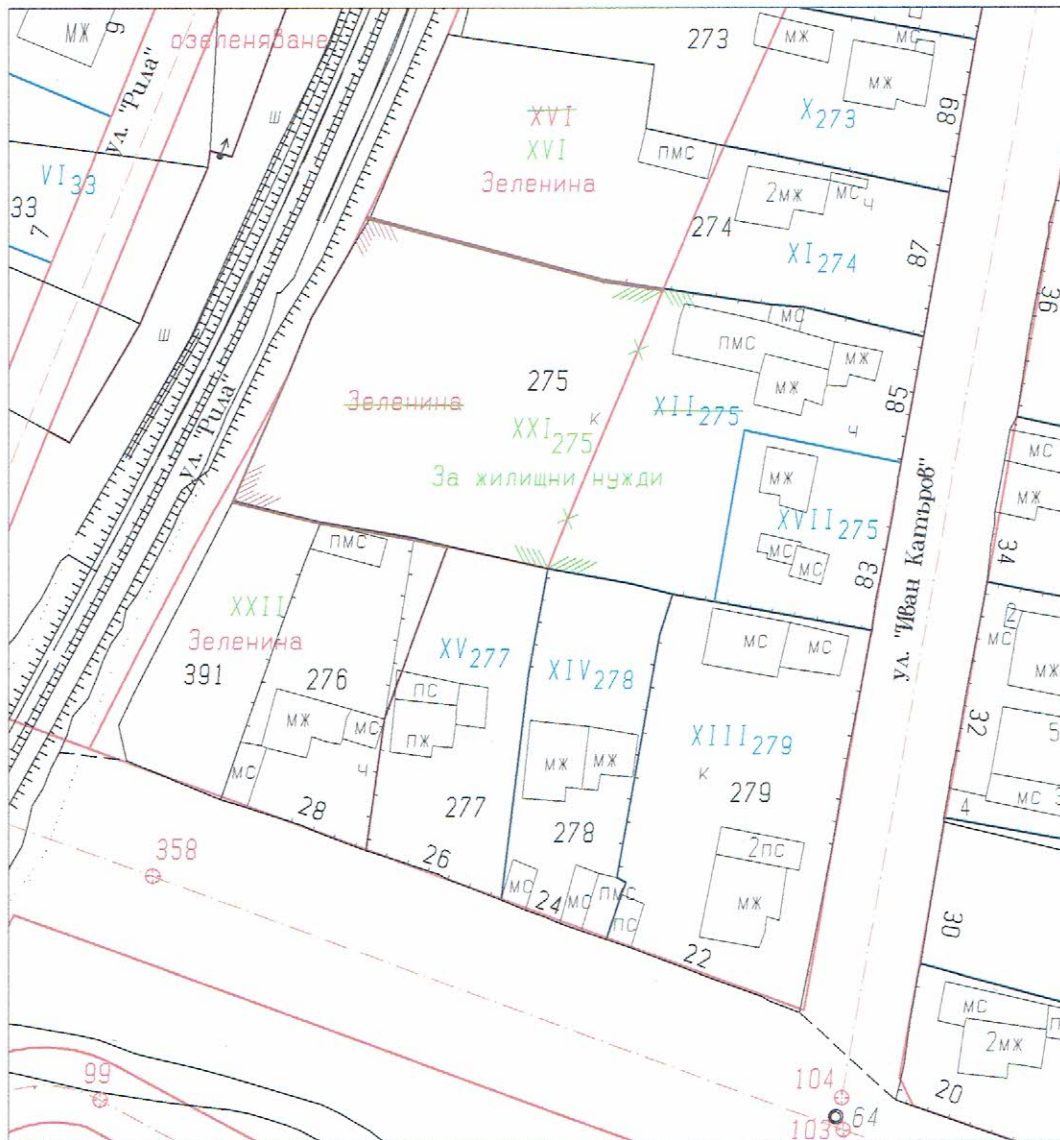 МЖ
6
озеленяване
ул. "Рила"
Ш
273
МЖ
МС
МЖ
X273
89
XVI
XVI
Зеленина
ПМС
VI33
33
7
2МЖ
МС
Ч
274
XI274
87
36
Ш
ул. "Рила"
МС
ПМС
МЖ
МЖ
275
Зеленина
XII275
85
К
XXI275
Ч
За жилищни нужди
МЖ
XVII275
МС
МС
83
ул. "Иван Катъров"
МС
МЖ
34
ПМС
XXII
Зеленина
391
276
XV277
XIV278
МС
МС
2
МС
МЖ
ПС
МЖ
МС
ПЖ
МЖ
МЖ
XIII279
К
279
32
5
МС
Ч
28
277
278
МС
4
358
26
2ПС
МС
24
МС
ПМС
ПС
МЖ
22
30
МС
2МЖ
99
104
64
103
20